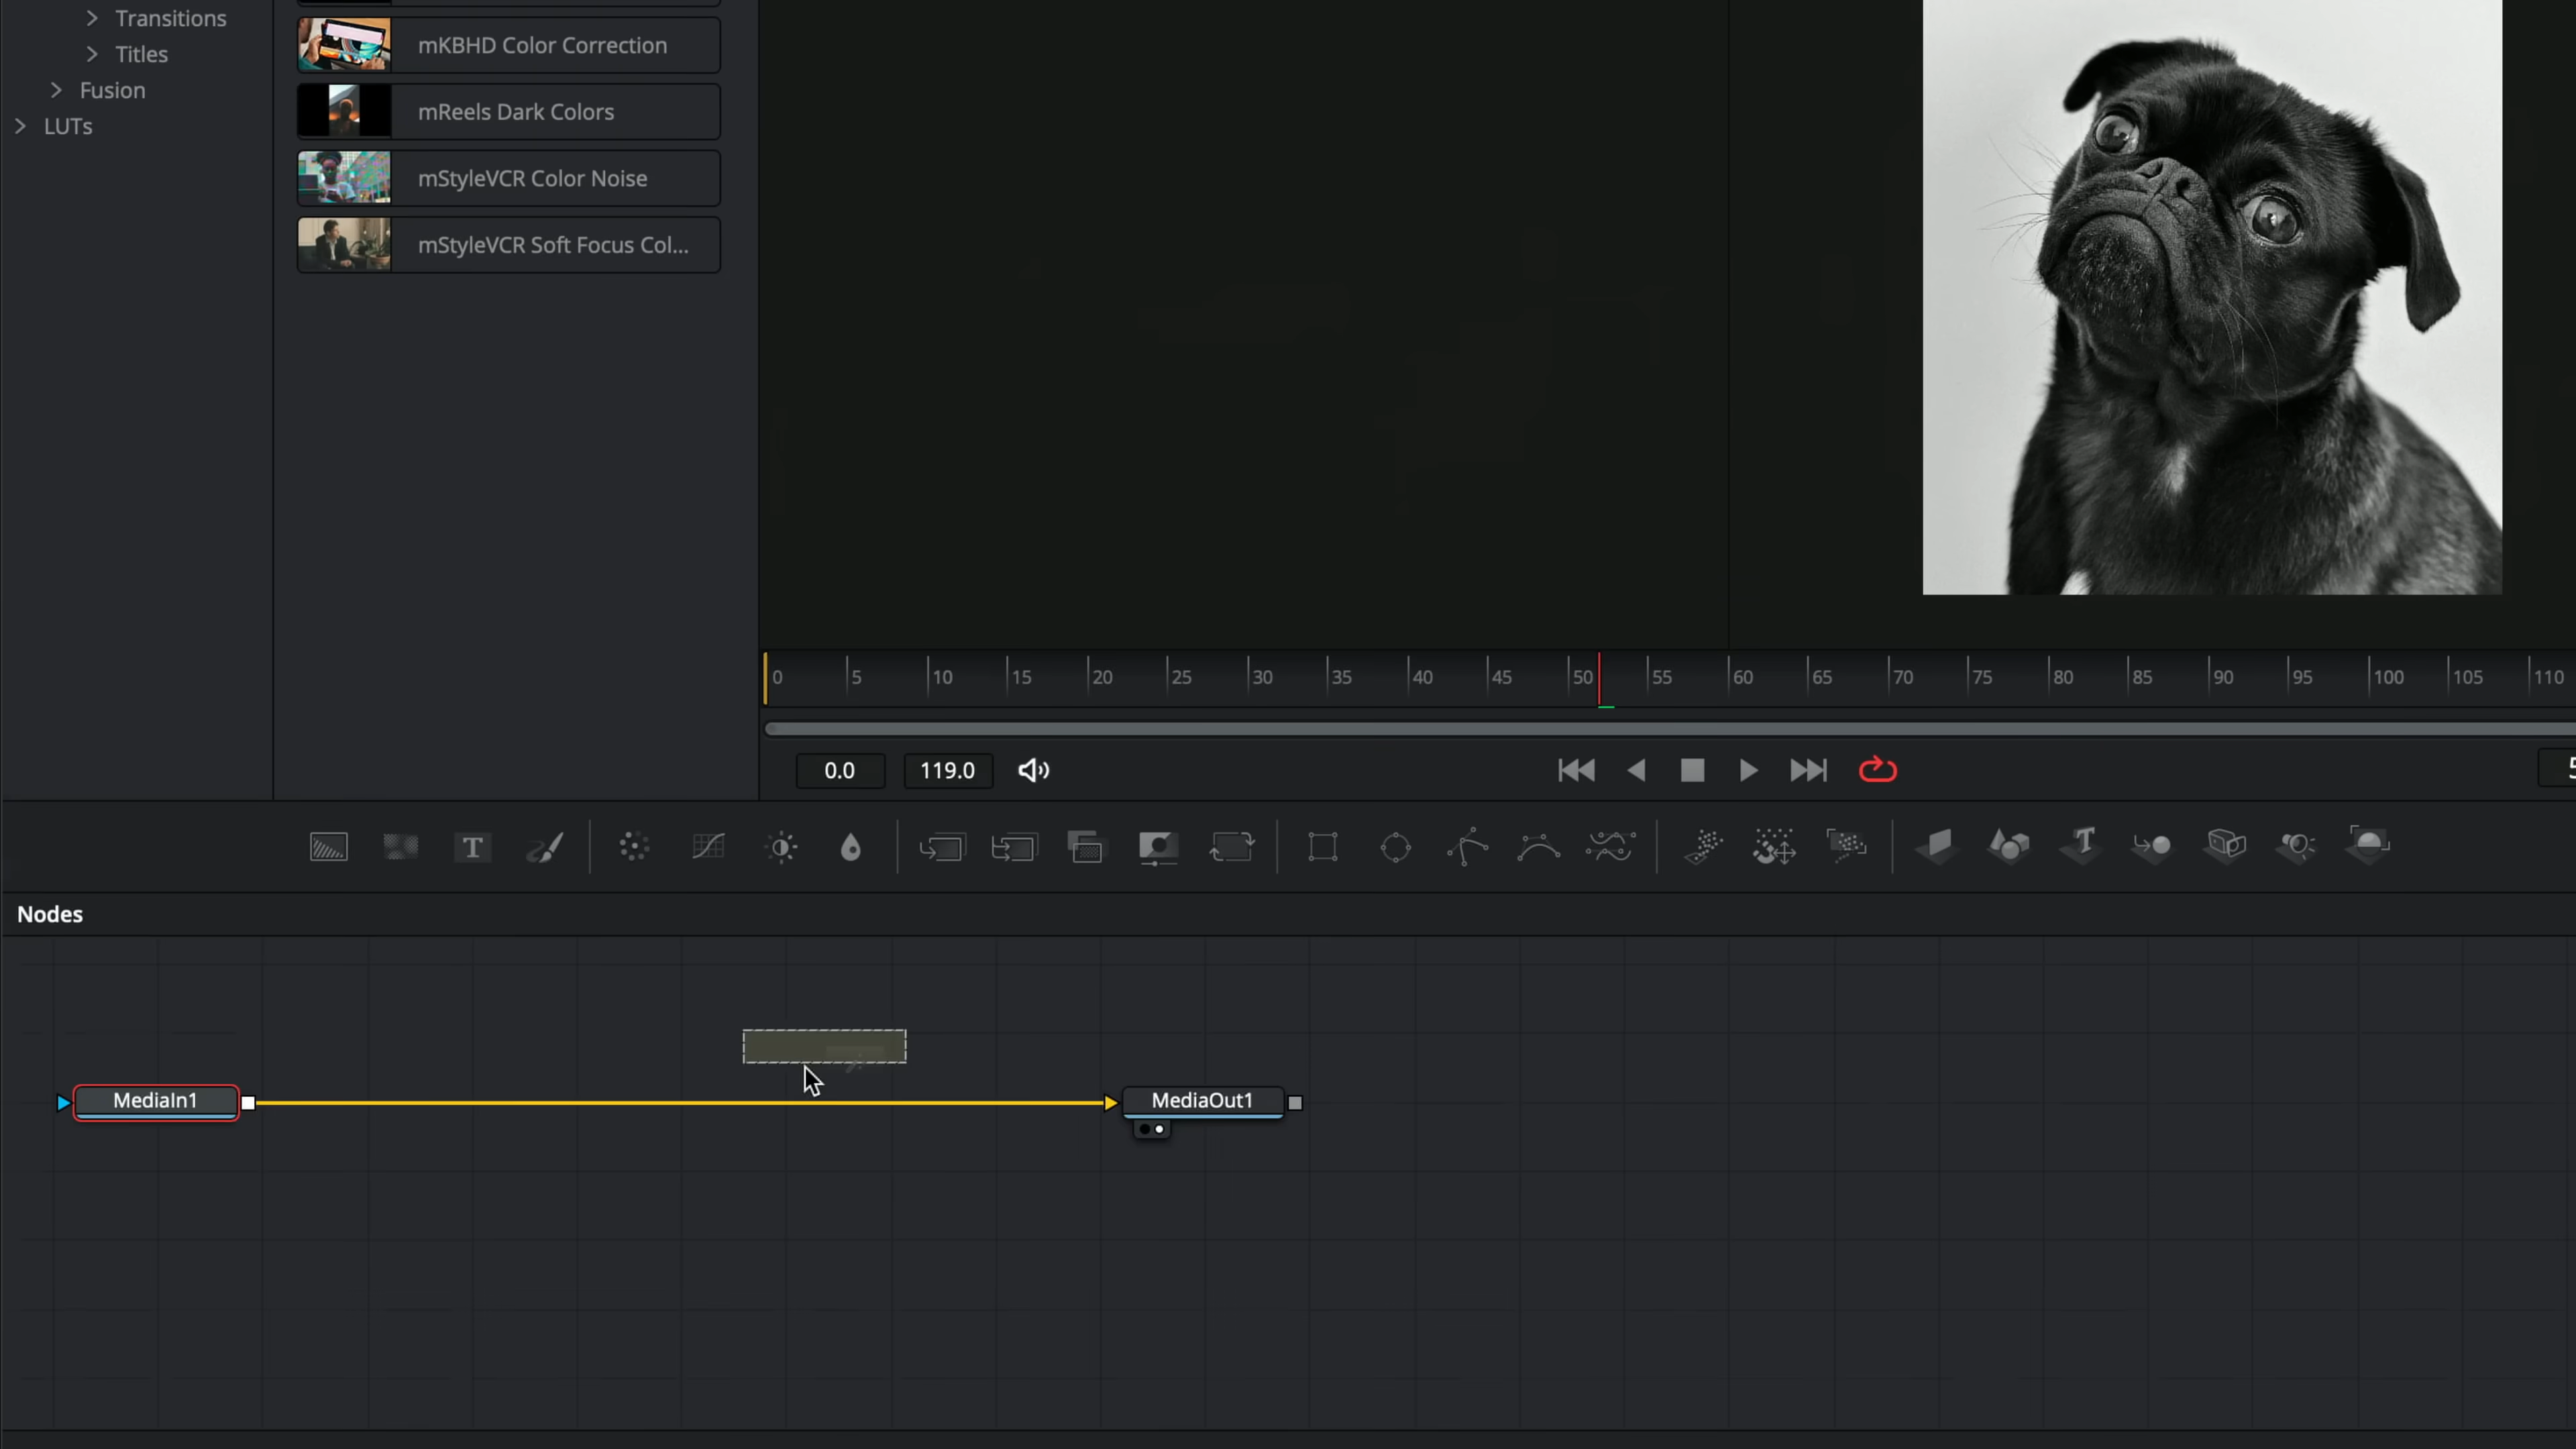 Transitions
Titles
Fusion
LUTs
mKBHD Color Correction
mReels Dark Colors
mStyleVCR Color Noise
mStyleVCR Soft Focus Col...
0 5 10 15 20 25 30 35 40 45 50 55 60 65 70 75 80 85 90 95 100 105 110
0.0 119.0
T
T
Nodes
MediaIn1
MediaOut1